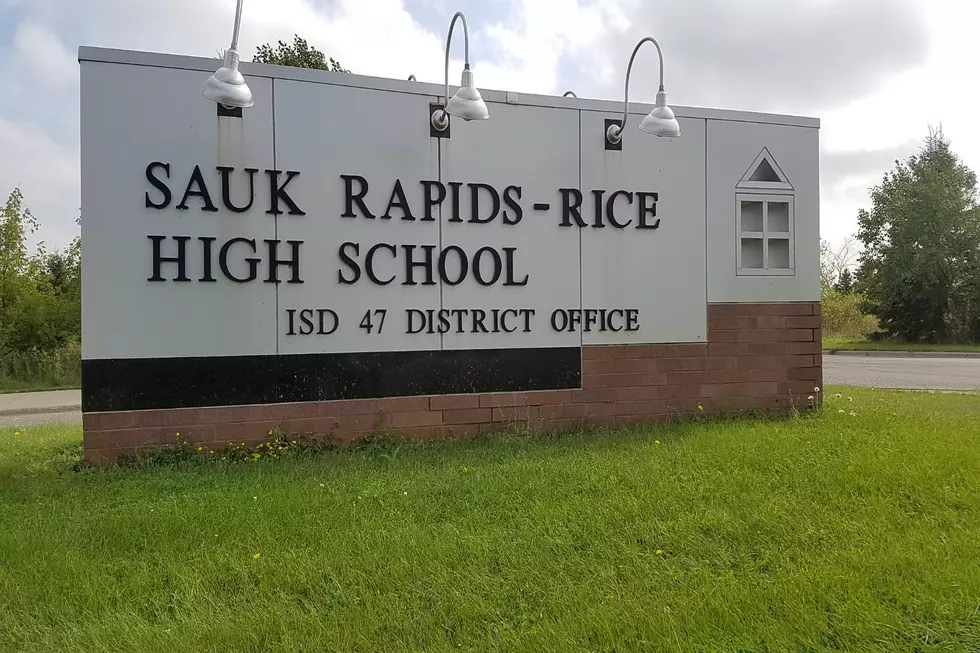 SAUK RAPIDS-RICE
HIGH SCHOOL
ISD 47 DISTRICT OFFICE